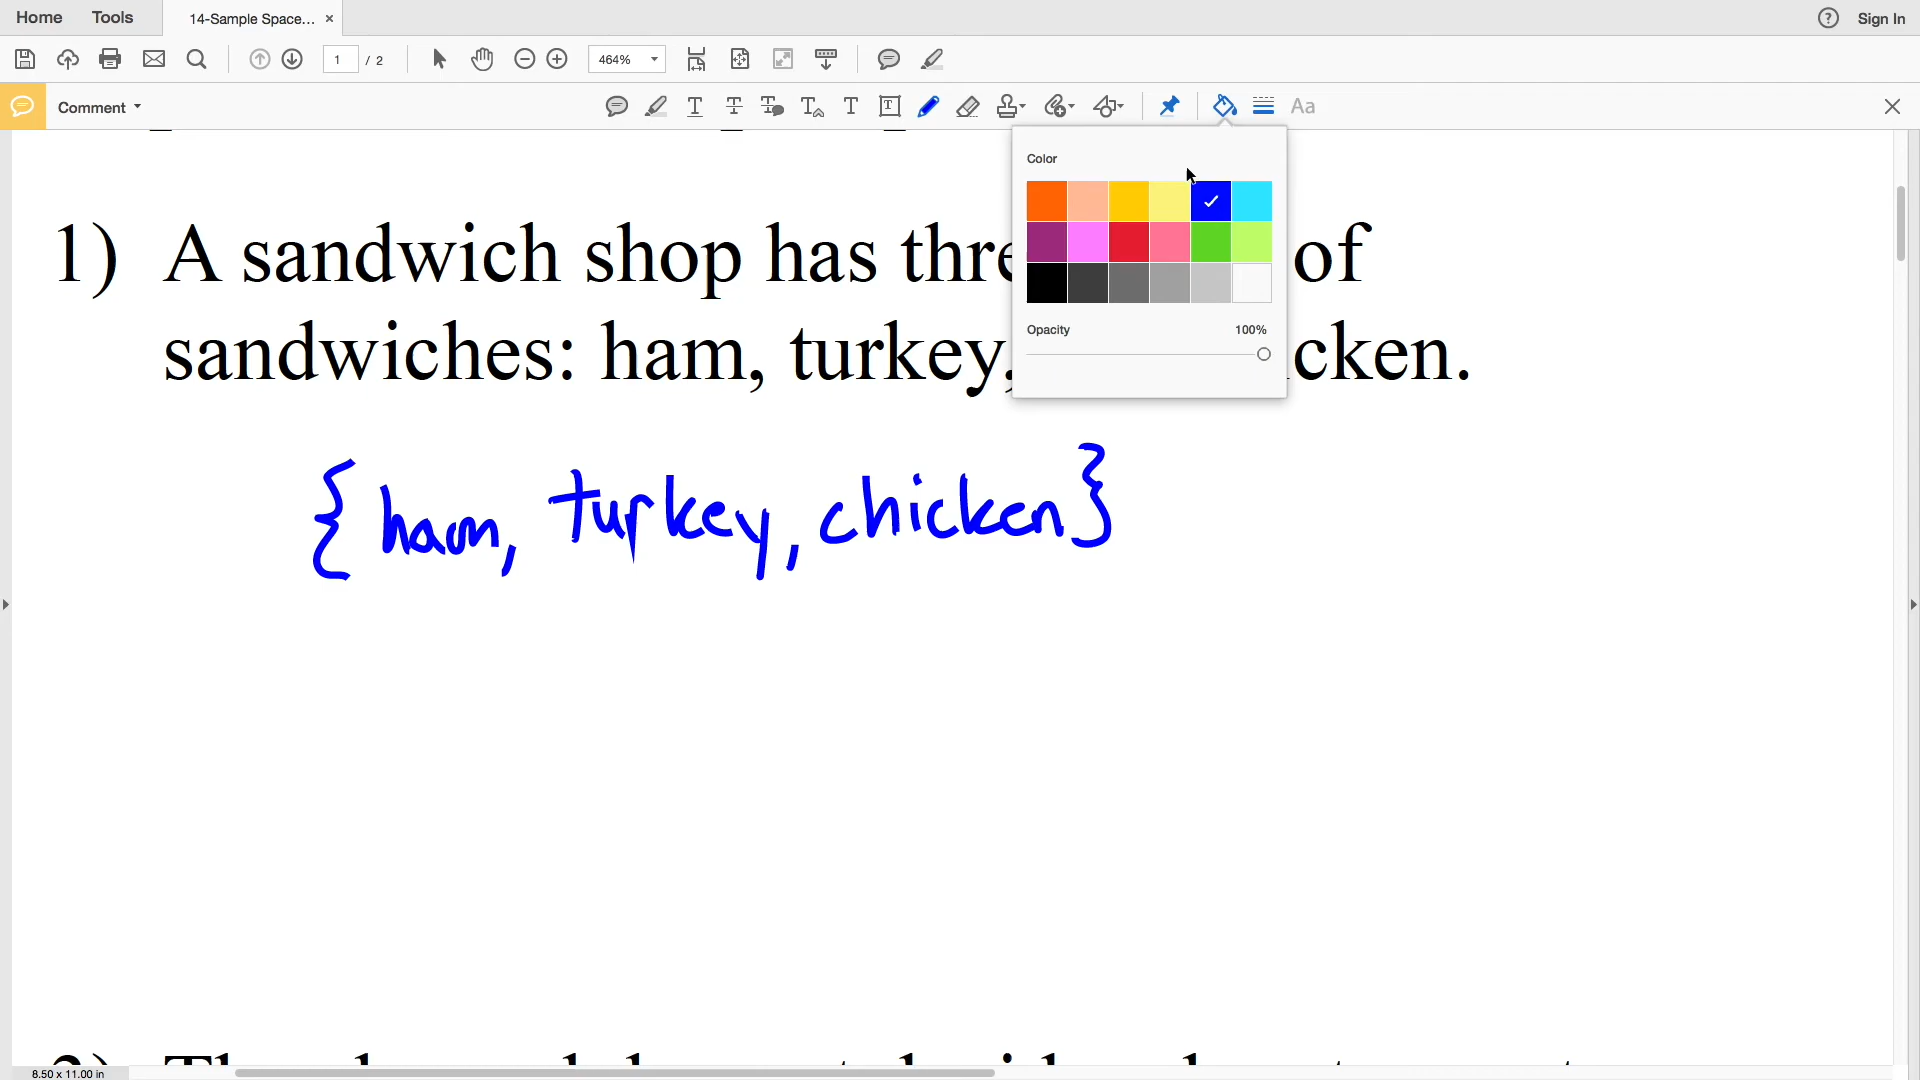 Home Tools 14-Sample Space... × ? Sign In
1 / 2 464%
Comment Aa
Color
1) A sandwich shop has thre of
sandwiches: ham, turkey, cken.
Opacity 100%
{ham, turkey, chicken}
8.50 x 11.00 in